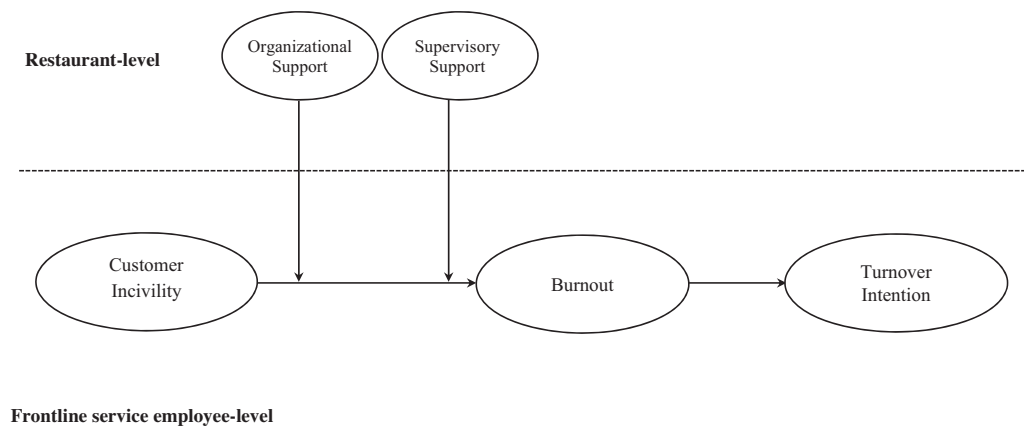 Organizational
Support
Supervisory
Support
Restaurant-level
Customer
Incivility
Burnout
Turnover
Intention
Frontline service employee-level